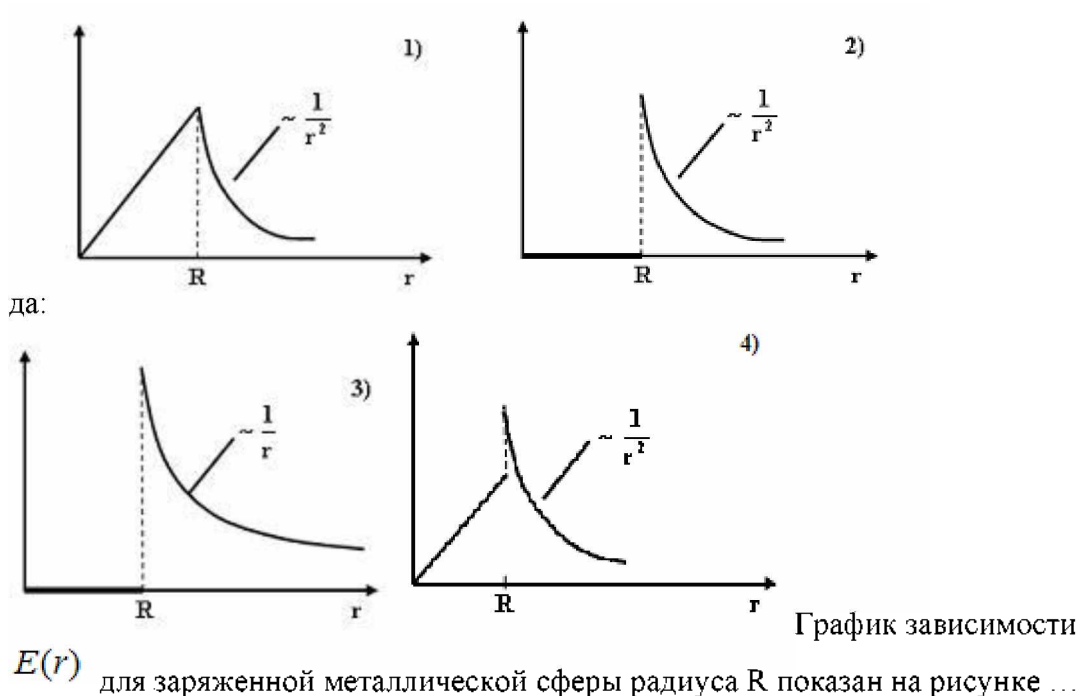 1)
~ 1/r²
R
r
2)
~ 1/r²
R
r
да:
3)
~ 1/r
R
r
4)
~ 1/r²
R
r
График зависимости
E(r) для заряженной металлической сферы радиуса R показан на рисунке …